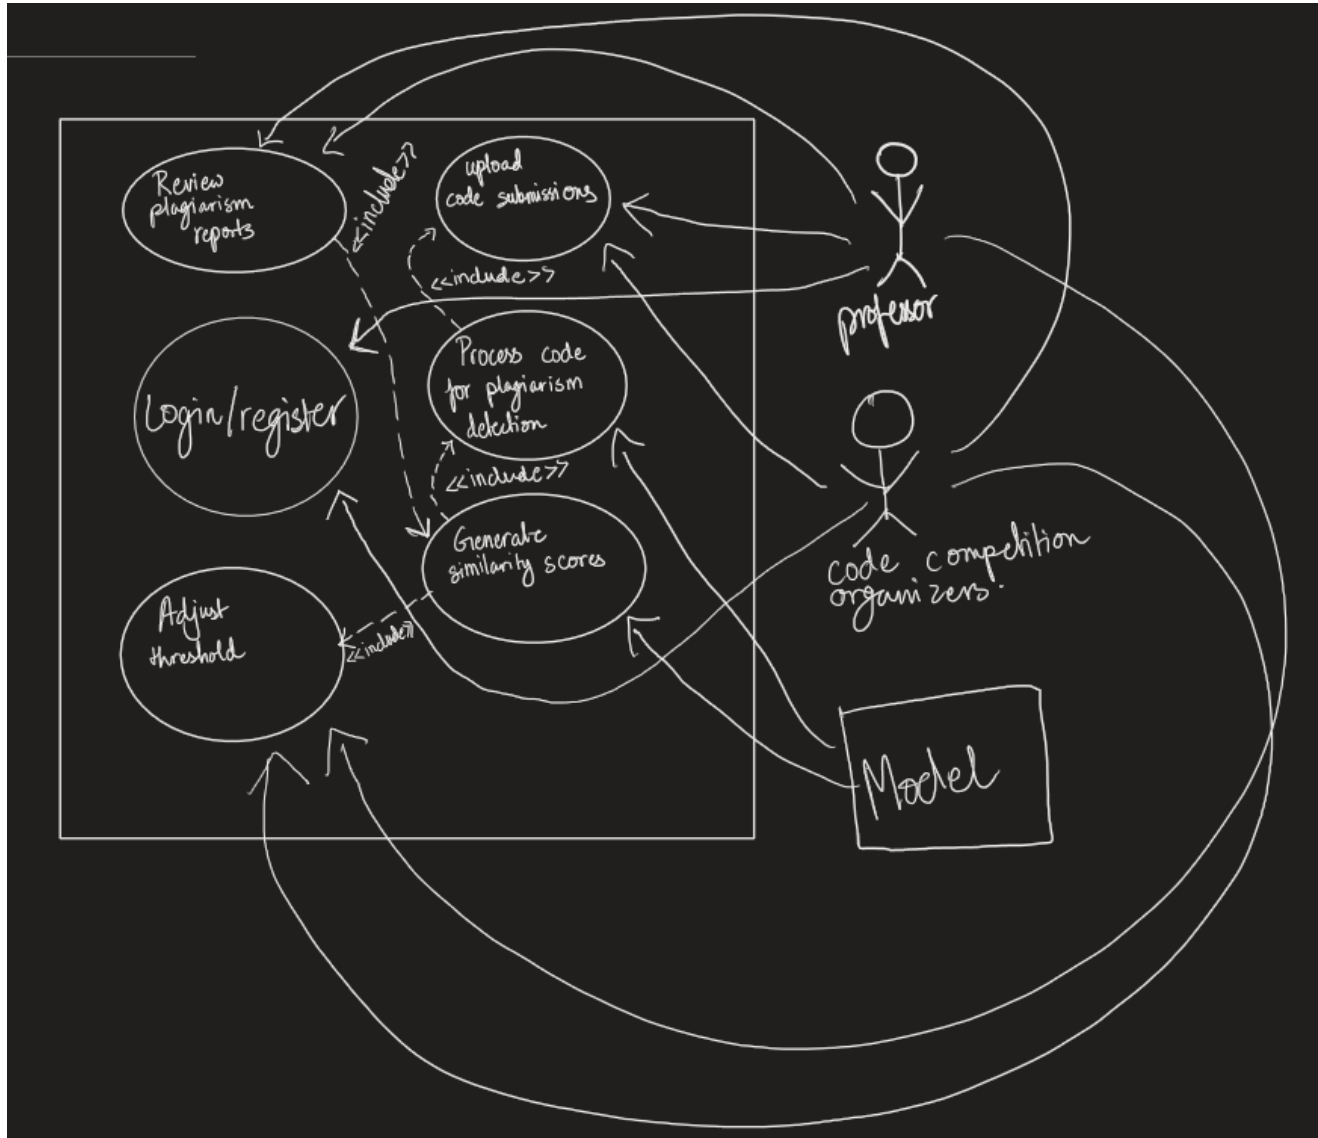 Review
plagiarism
reports
<<include>>
upload
code submissions
<<include>>
Login/register
Process code
for plagiarism
detection
<<include>>
Generate
similarity scores
Adjust
threshold
<<include>>
professor
code competition
organizers.
Model